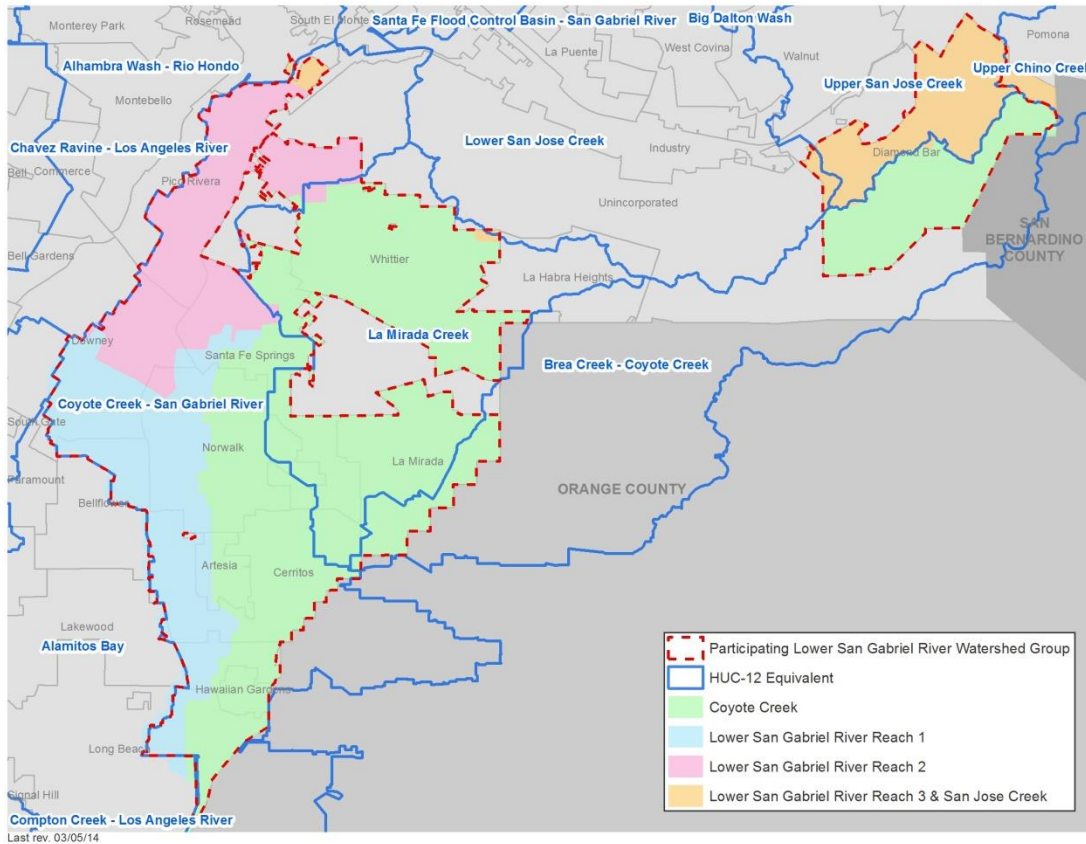 Monterey Park
Rosemead
South El Monte
Santa Fe Flood Control Basin - San Gabriel River
Big Dalton Wash
La Puente
West Covina
Walnut
Pomona
Alhambra Wash - Rio Hondo
Upper San Jose Creek
Upper Chino Creek
Montebello
Lower San Jose Creek
Industry
Chavez Ravine - Los Angeles River
Diamond Bar
Bell
Commerce
Pico Rivera
Unincorporated
SAN
BERNARDINO
COUNTY
Bell Gardens
Whittier
La Habra Heights
La Mirada Creek
Downey
Santa Fe Springs
Brea Creek - Coyote Creek
Coyote Creek - San Gabriel River
South Gate
Norwalk
La Mirada
Paramount
ORANGE COUNTY
Bellflower
Artesia
Cerritos
Lakewood
Alamitos Bay
Hawaiian Gardens
Long Beach
Signal Hill
Compton Creek - Los Angeles River
Participating Lower San Gabriel River Watershed Group
HUC-12 Equivalent
Coyote Creek
Lower San Gabriel River Reach 1
Lower San Gabriel River Reach 2
Lower San Gabriel River Reach 3 & San Jose Creek
Last rev. 03/05/14